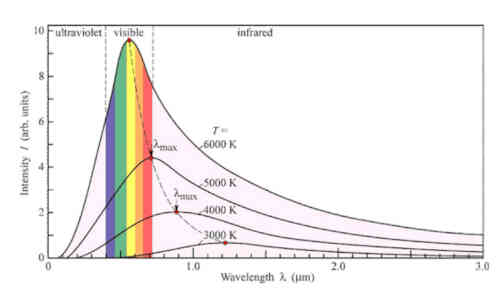 ultraviolet visible infrared
10
8
6
4
2
0
Intensity I (arb. units)
T =
6000 K
λmax
5000 K
λmax
4000 K
3000 K
0 1.0 2.0 3.0
Wavelength λ (μm)